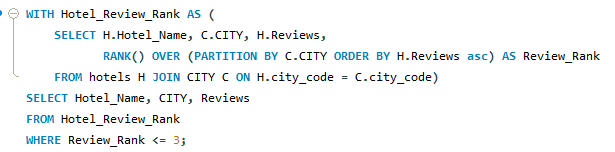 WITH Hotel_Review_Rank AS (
SELECT H.Hotel_Name, C.CITY, H.Reviews,
RANK() OVER (PARTITION BY C.CITY ORDER BY H.Reviews asc) AS Review_Rank
FROM hotels H JOIN CITY C ON H.city_code = C.city_code)
SELECT Hotel_Name, CITY, Reviews
FROM Hotel_Review_Rank
WHERE Review_Rank <= 3;